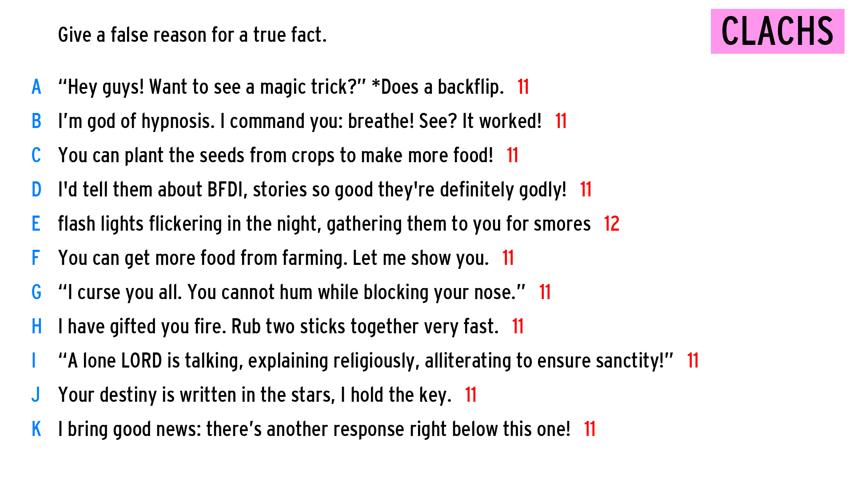 Give a false reason for a true fact.
CLACHS
A “Hey guys! Want to see a magic trick?” *Does a backflip. 11
B I’m god of hypnosis. I command you: breathe! See? It worked! 11
C You can plant the seeds from crops to make more food! 11
D I'd tell them about BFDI, stories so good they're definitely godly! 11
E flash lights flickering in the night, gathering them to you for smores 12
F You can get more food from farming. Let me show you. 11
G “I curse you all. You cannot hum while blocking your nose.” 11
H I have gifted you fire. Rub two sticks together very fast. 11
I “A lone LORD is talking, explaining religiously, alliterating to ensure sanctity!” 11
J Your destiny is written in the stars, I hold the key. 11
K I bring good news: there’s another response right below this one! 11